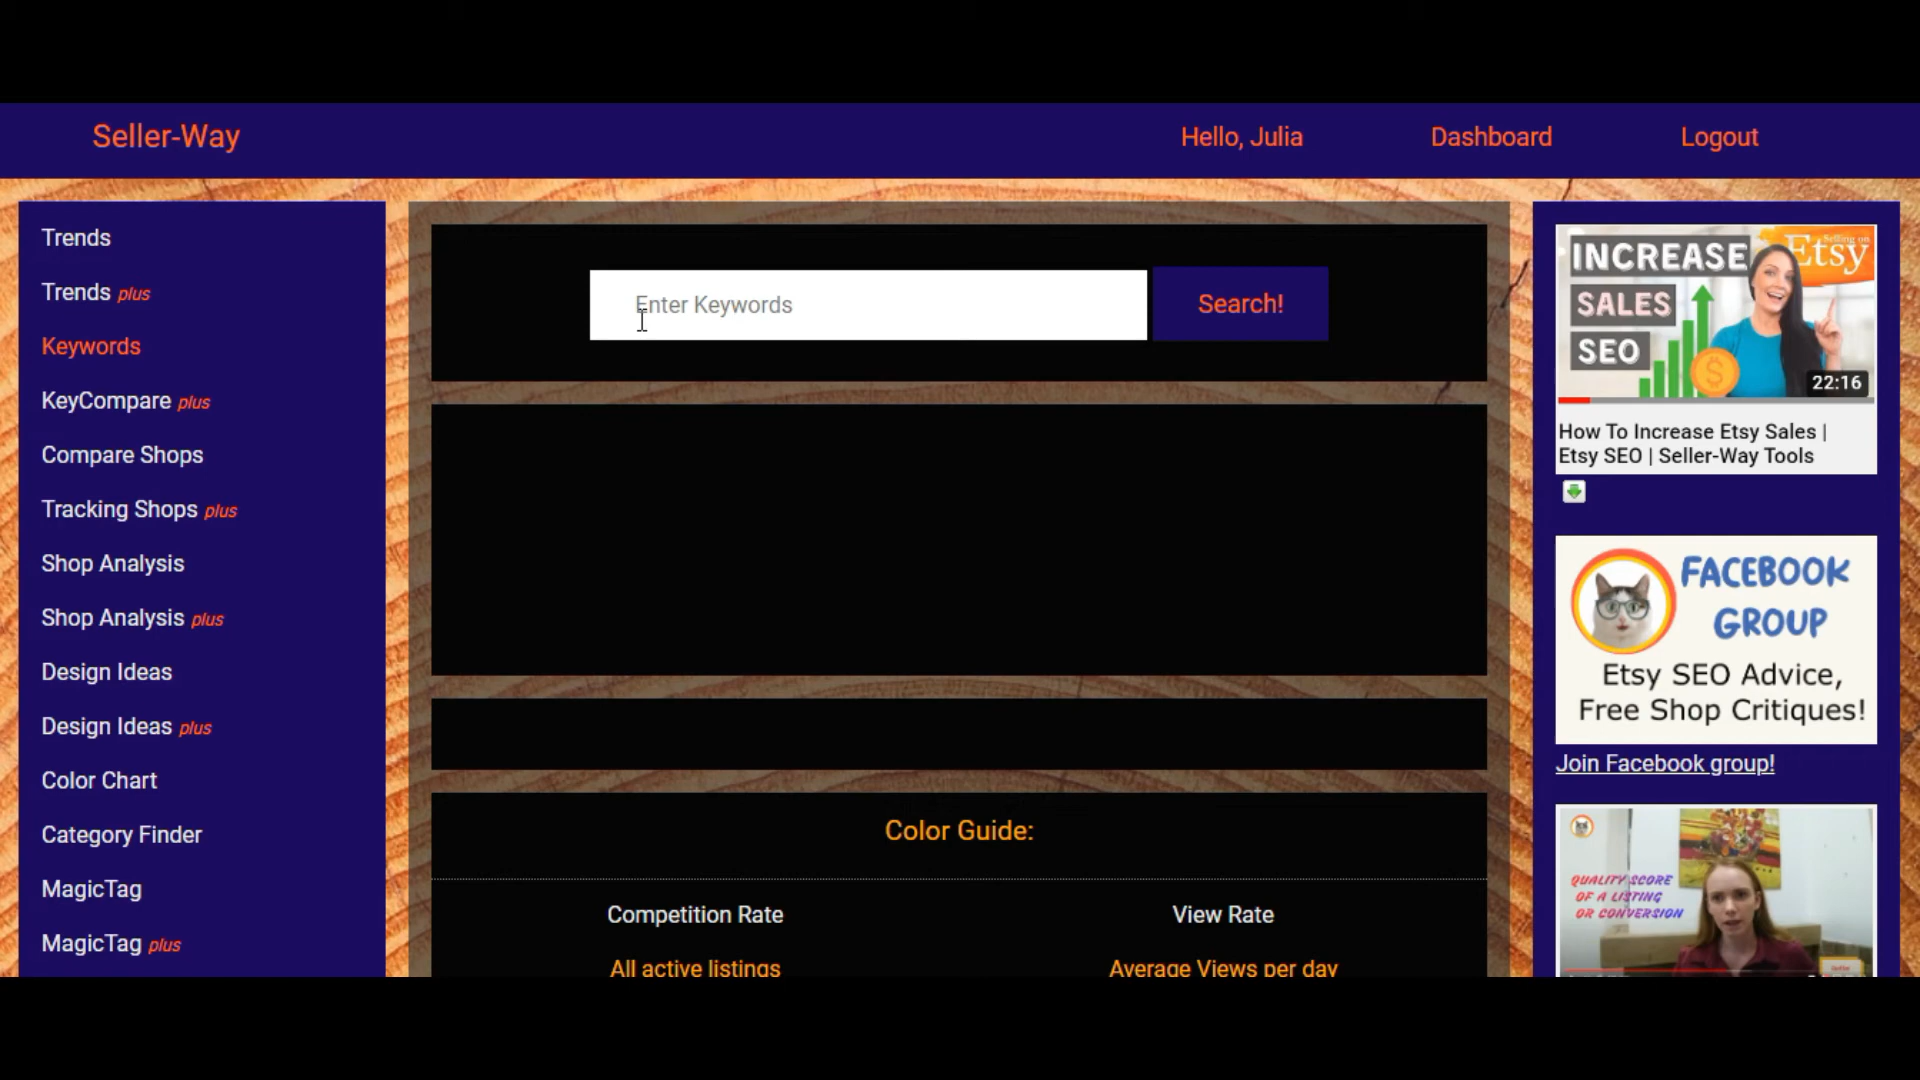 Seller-Way
Hello, Julia
Dashboard
Logout
Trends
Trends plus
Keywords
KeyCompare plus
Compare Shops
Tracking Shops plus
Shop Analysis
Shop Analysis plus
Design Ideas
Design Ideas plus
Color Chart
Category Finder
MagicTag
MagicTag plus
Enter Keywords
Search!
Color Guide:
Competition Rate
View Rate
All active listings
Average Views per day
INCREASE
SALES
SEO
Selling on
Etsy
22:16
How To Increase Etsy Sales |
Etsy SEO | Seller-Way Tools
FACEBOOK
GROUP
Etsy SEO Advice,
Free Shop Critiques!
Join Facebook group!
QUALITY SCORE
OF A LISTING
OR CONVERSION